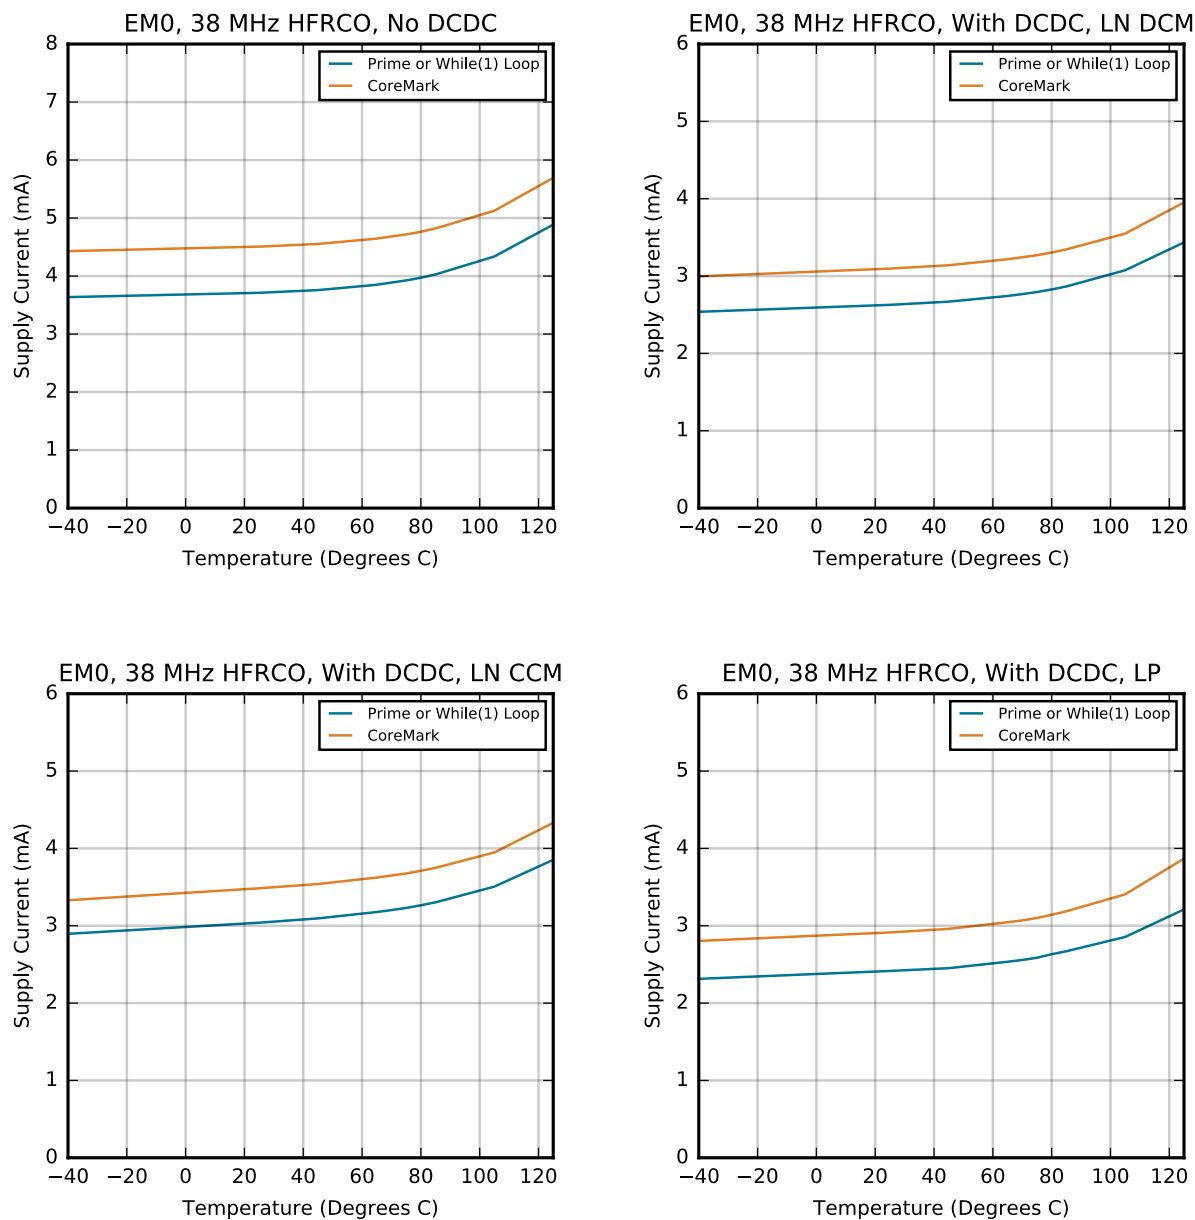 EM0, 38 MHz HFRCO, No DCDC
8
7
6
5
4
3
2
1
0
Supply Current (mA)
Prime or While(1) Loop
CoreMark
−40 −20 0 20 40 60 80 100 120
Temperature (Degrees C)
EM0, 38 MHz HFRCO, With DCDC, LN DCM
6
5
4
3
2
1
0
Supply Current (mA)
Prime or While(1) Loop
CoreMark
−40 −20 0 20 40 60 80 100 120
Temperature (Degrees C)
EM0, 38 MHz HFRCO, With DCDC, LN CCM
6
5
4
3
2
1
0
Supply Current (mA)
Prime or While(1) Loop
CoreMark
−40 −20 0 20 40 60 80 100 120
Temperature (Degrees C)
EM0, 38 MHz HFRCO, With DCDC, LP
6
5
4
3
2
1
0
Supply Current (mA)
Prime or While(1) Loop
CoreMark
−40 −20 0 20 40 60 80 100 120
Temperature (Degrees C)